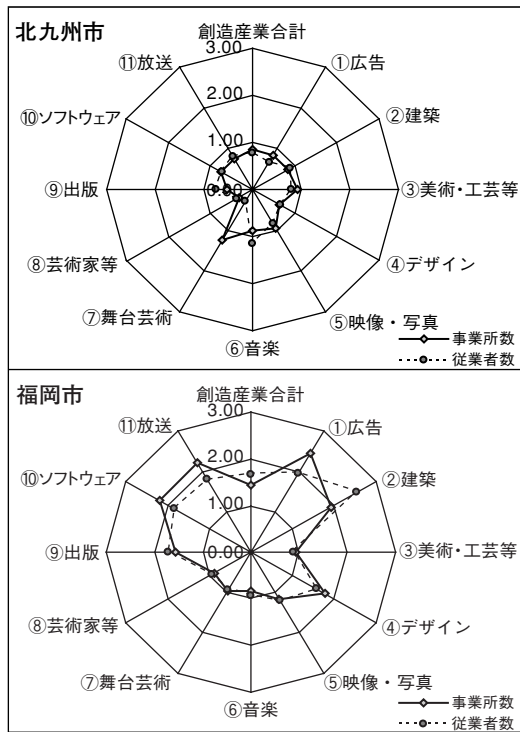 北九州市
創造産業合計
3.00
⑪放送
①広告
2.00
⑩ソフトウェア
②建築
1.00
⑨出版
0.00
③美術・工芸等
⑧芸術家等
④デザイン
⑦舞台芸術
⑤映像・写真
⑥音楽
事業所数
従業者数
福岡市
創造産業合計
3.00
⑪放送
①広告
2.00
⑩ソフトウェア
②建築
1.00
⑨出版
0.00
③美術・工芸等
⑧芸術家等
④デザイン
⑦舞台芸術
⑤映像・写真
⑥音楽
事業所数
従業者数